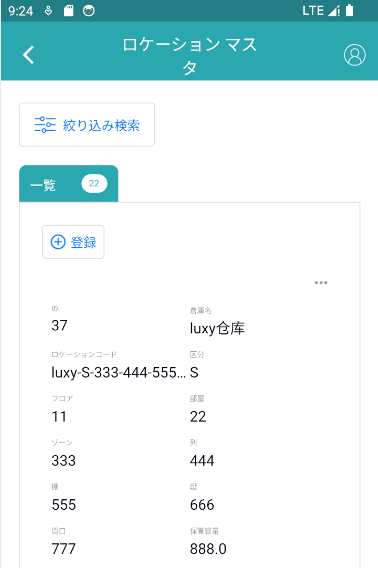 9:24 LTE
ロケーション マス
タ
絞り込み検索
一覧 22
登録
ID 倉庫名
37 luxy仓库
ロケーションコード 区分
luxy-S-333-444-555... S
フロア 部屋
11 22
ゾーン 列
333 444
棚 段
555 666
間口 保管容量
777 888.0